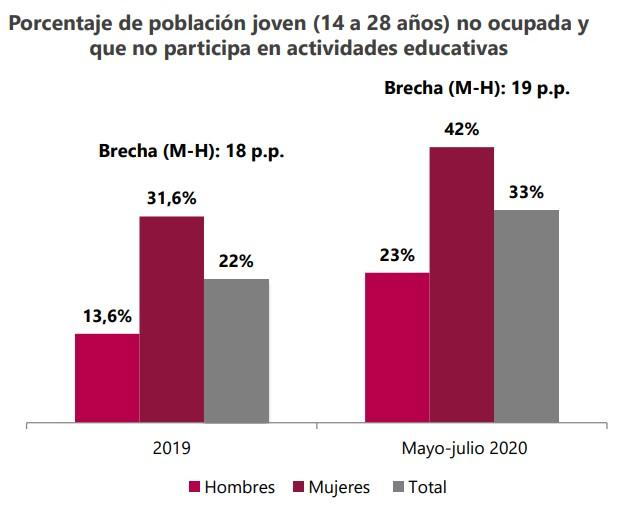 Porcentaje de población joven (14 a 28 años) no ocupada y
que no participa en actividades educativas
Brecha (M-H): 19 p.p.
42%
Brecha (M-H): 18 p.p.
31,6%
33%
22%
23%
13,6%
2019
Mayo-julio 2020
Hombres
Mujeres
Total